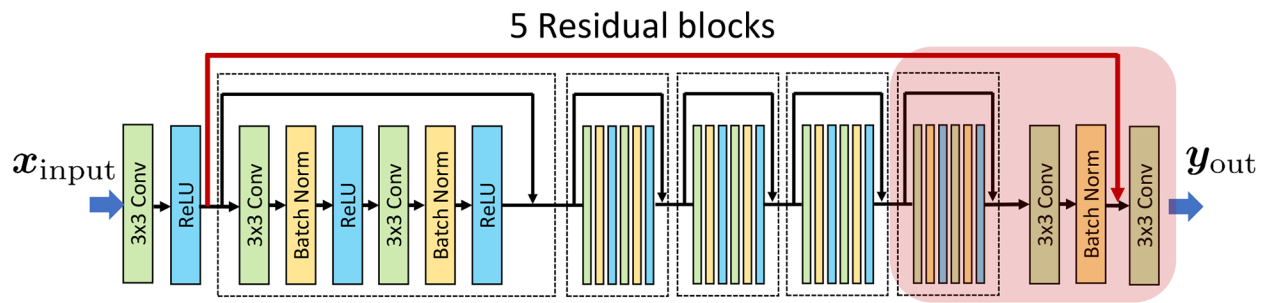 5 Residual blocks
x_input
3x3 Conv
ReLU
3x3 Conv
Batch Norm
ReLU
3x3 Conv
Batch Norm
ReLU
3x3 Conv
Batch Norm
3x3 Conv
y_out